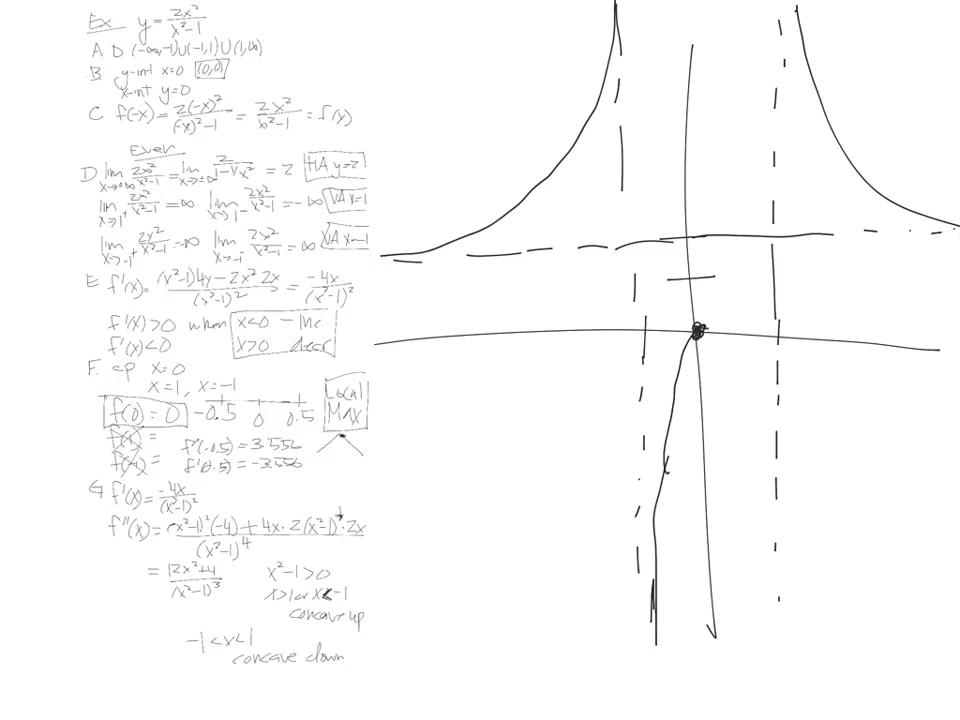 Ex y = 2x²/x²-1
A D (-∞,-1)∪(-1,1)∪(1,∞)
B y-int x=0 (0,0)
x-int y=0
C f(-x) = 2(-x)²/(-x)²-1 = 2x²/x²-1 = f(x)
Even
D lim x→±∞ 2x²/x²-1 = lim x→±∞ 2/1-1/x² = 2 HA y=2
lim x→1⁺ 2x²/x²-1 = ∞ lim x→1⁻ 2x²/x²-1 = -∞ VA x=1
lim x→-1⁺ 2x²/x²-1 = -∞ lim x→-1⁻ 2x²/x²-1 = ∞ VA x=-1
E f'(x) = (x²-1)4x - 2x² 2x/(x²-1)² = -4x/(x²-1)²
f'(x)>0 when x<0 - Inc
f'(x)<0 x>0 decr
F. cp x=0
x=1, x=-1
f(0)=0 -0.5 0 0.5 Local MAX
f(1) =
f(-1) = f'(-0.5) = 3.556
f'(0.5) = -3.556
G f'(x) = -4x/(x²-1)²
f''(x) = (x²-1)²(-4) + 4x·2(x²-1)¹·2x/(x²-1)⁴
= 12x²+4/(x²-1)³ x²-1>0
x>1 or x<-1
concave up
-1<x<1
concave down